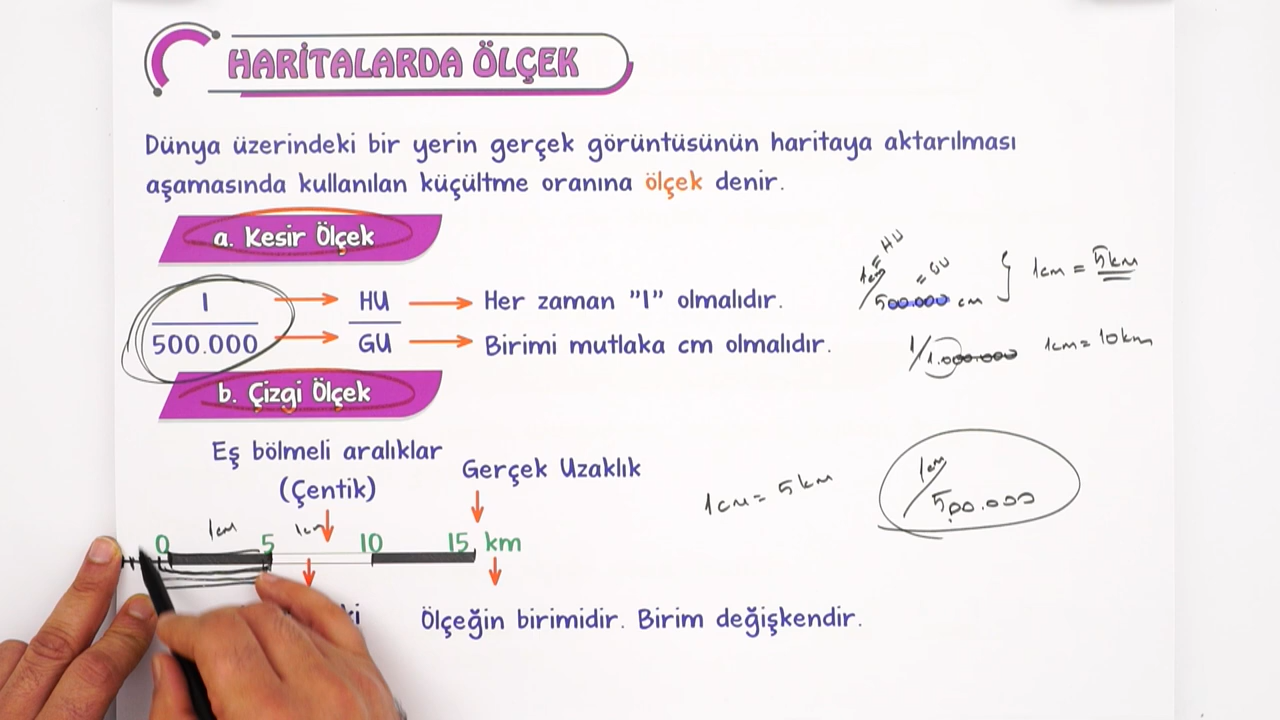 HARİTALARDA ÖLÇEK
Dünya üzerindeki bir yerin gerçek görüntüsünün haritaya aktarılması
aşamasında kullanılan küçültme oranına ölçek denir.
a. Kesir Ölçek
1 HU Her zaman "1" olmalıdır.
500.000 GU Birimi mutlaka cm olmalıdır.
1cm = HU
= GU
/500.000 cm } 1cm = 5km
1/1.000.000 1cm = 10km
b. Çizgi Ölçek
Eş bölmeli aralıklar
(Çentik)
Gerçek Uzaklık
1cm = 5km
1cm/500.000
1cm 1cm
0 5 10 15 km
Ölçeğin birimidir. Birim değişkendir.